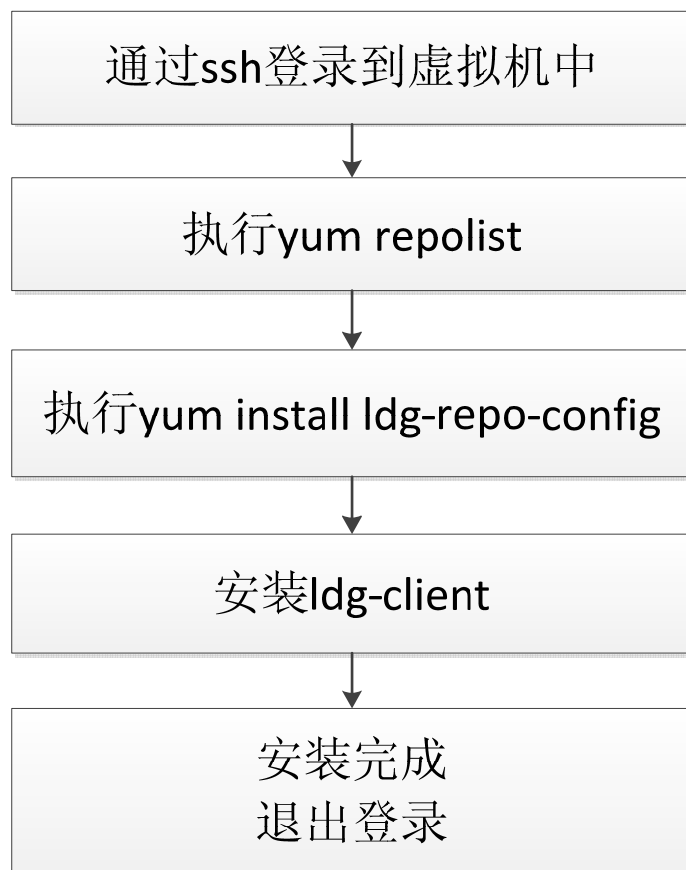 通过ssh登录到虚拟机中
执行yum repolist
执行yum install ldg-repo-config
安装ldg-client
安装完成
退出登录